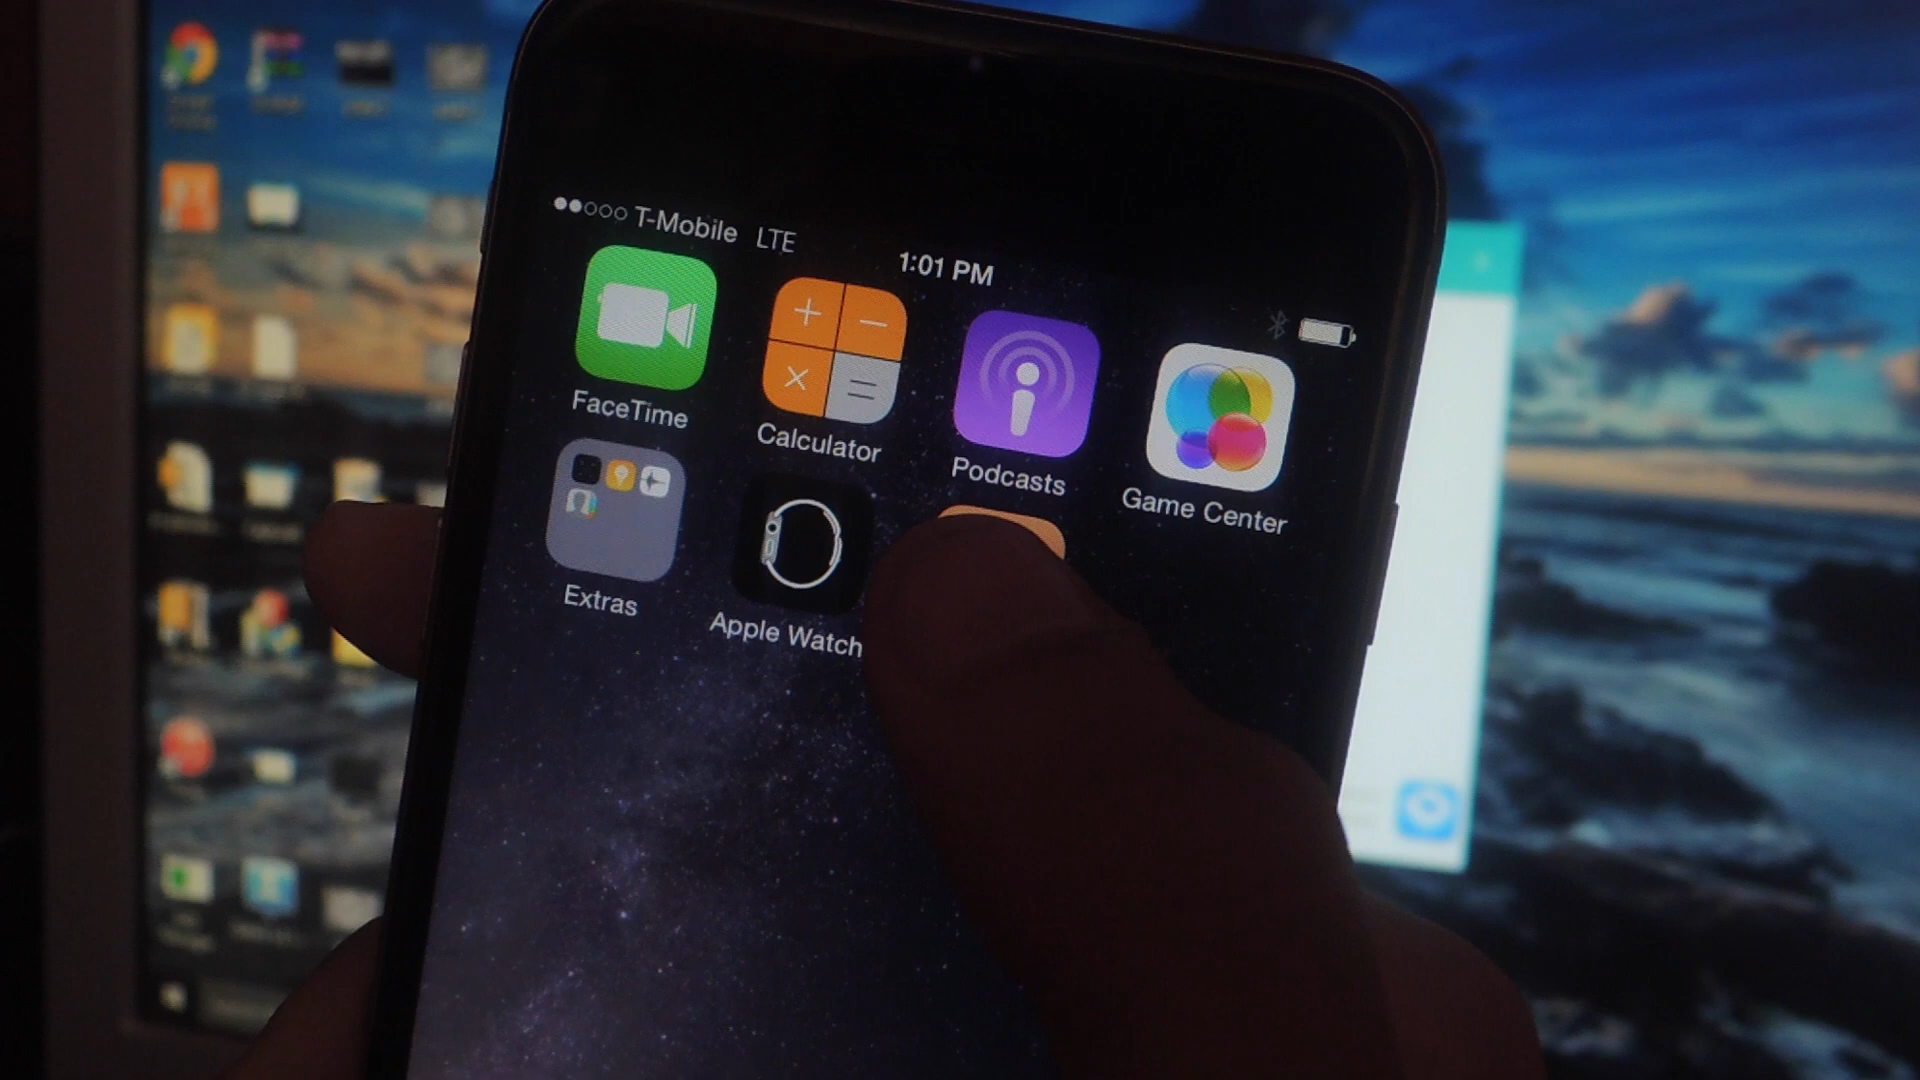 T-Mobile LTE
1:01 PM
FaceTime
Calculator
Podcasts
Game Center
Extras
Apple Watch